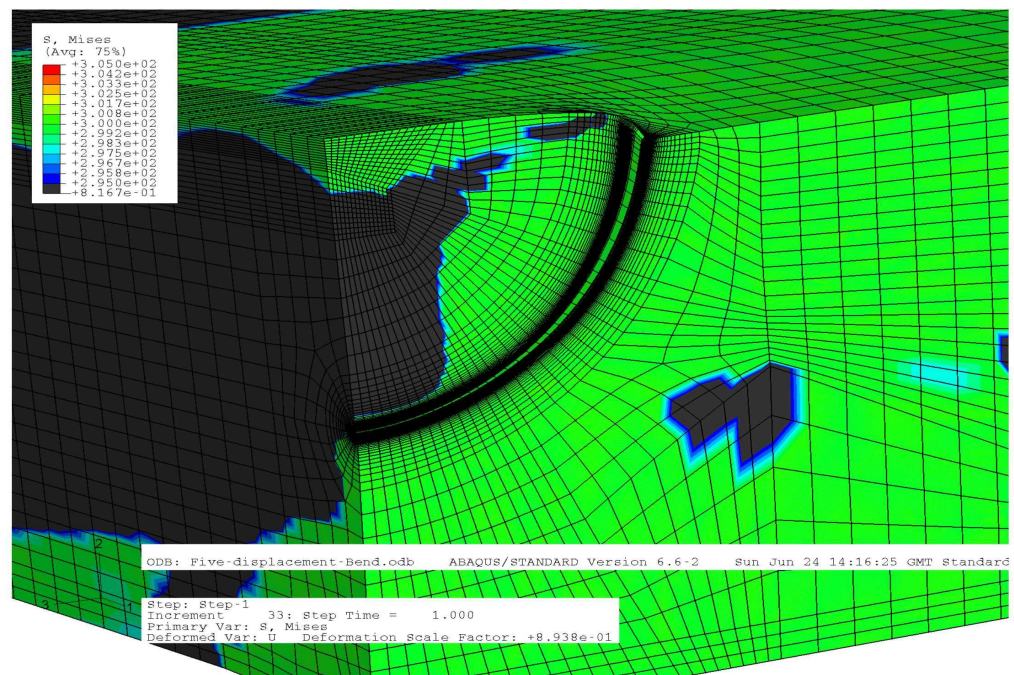 S, Mises
(Avg: 75%)
+3.050e+02
+3.042e+02
+3.033e+02
+3.025e+02
+3.017e+02
+3.008e+02
+3.000e+02
+2.992e+02
+2.983e+02
+2.975e+02
+2.967e+02
+2.958e+02
+2.950e+02
+8.167e-01
2
3
1
ODB: Five-displacement-Bend.odb ABAQUS/STANDARD Version 6.6-2 Sun Jun 24 14:16:25 GMT Standard
Step: Step-1
Increment 33: Step Time = 1.000
Primary Var: S, Mises
Deformed Var: U Deformation Scale Factor: +8.938e-01